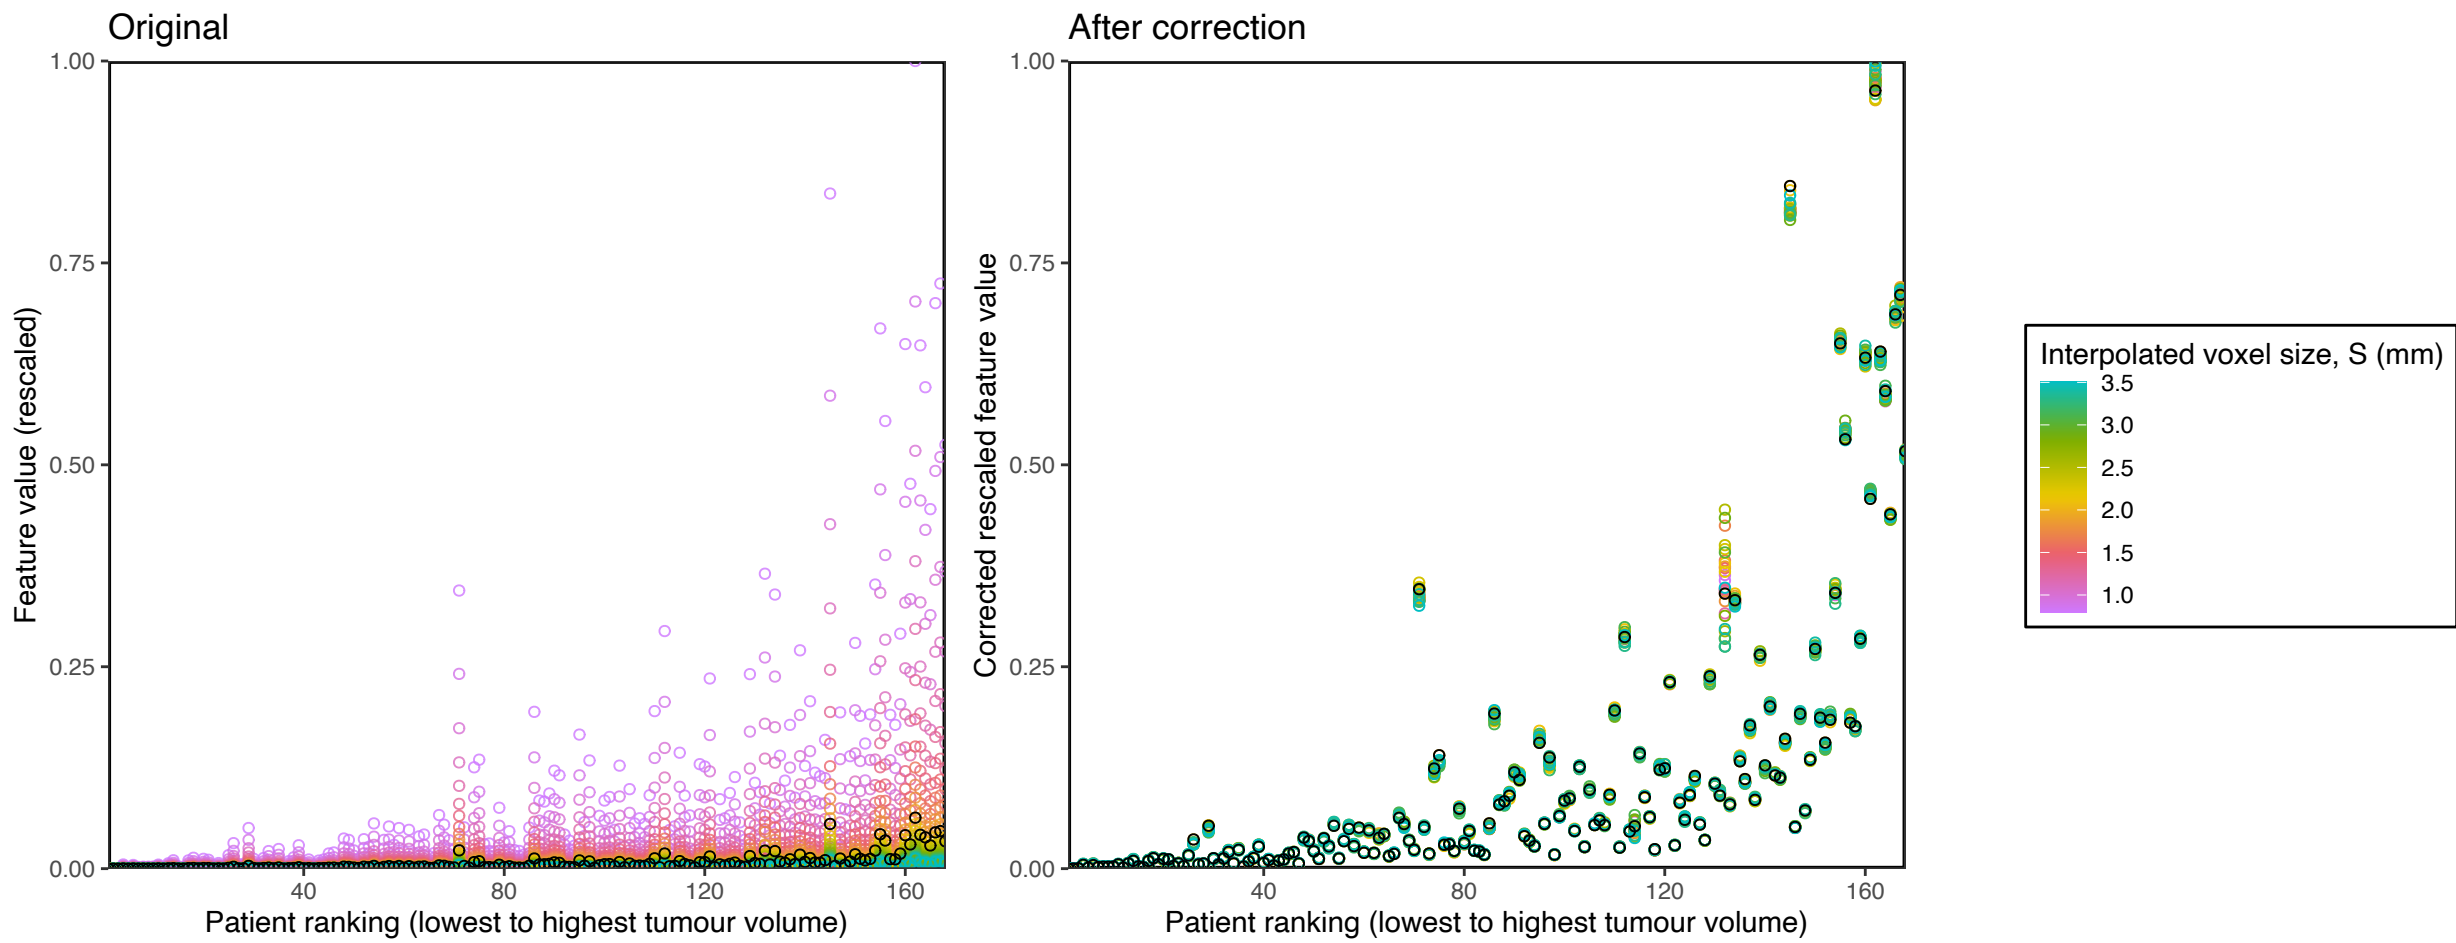 Original
1.00
0.75
0.50
0.25
0.00
Feature value (rescaled)
40 80 120 160
Patient ranking (lowest to highest tumour volume)
After correction
1.00
0.75
0.50
0.25
0.00
Corrected rescaled feature value
40 80 120 160
Patient ranking (lowest to highest tumour volume)
Interpolated voxel size, S (mm)
3.5
3.0
2.5
2.0
1.5
1.0